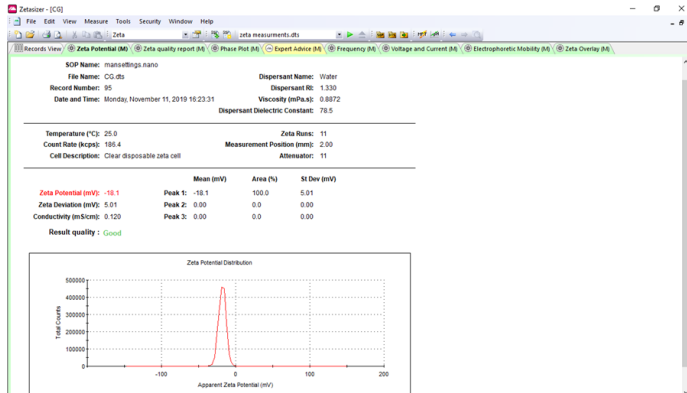 Zetasizer - [CG]
File Edit View Measure Tools Security Window Help
Zeta zeta measurments.dts
Records View Zeta Potential (M) Zeta quality report (M) Phase Plot (M) Expert Advice (M) Frequency (M) Voltage and Current (M) Electrophoretic Mobility (M) Zeta Overlay (M)
SOP Name: mansettings.nano
File Name: CG.dts Dispersant Name: Water
Record Number: 95 Dispersant RI: 1.330
Date and Time: Monday, November 11, 2019 16:23:31 Viscosity (mPa.s): 0.8872
Dispersant Dielectric Constant: 78.5
Temperature (°C): 25.0 Zeta Runs: 11
Count Rate (kcps): 186.4 Measurement Position (mm): 2.00
Cell Description: Clear disposable zeta cell Attenuator: 11
Mean (mV) Area (%) St Dev (mV)
Zeta Potential (mV): -18.1 Peak 1: -18.1 100.0 5.01
Zeta Deviation (mV): 5.01 Peak 2: 0.00 0.0 0.00
Conductivity (mS/cm): 0.120 Peak 3: 0.00 0.0 0.00
Result quality : Good
Zeta Potential Distribution
500000
400000
300000
200000
100000
0
Total Counts
-100 0 100 200
Apparent Zeta Potential (mV)